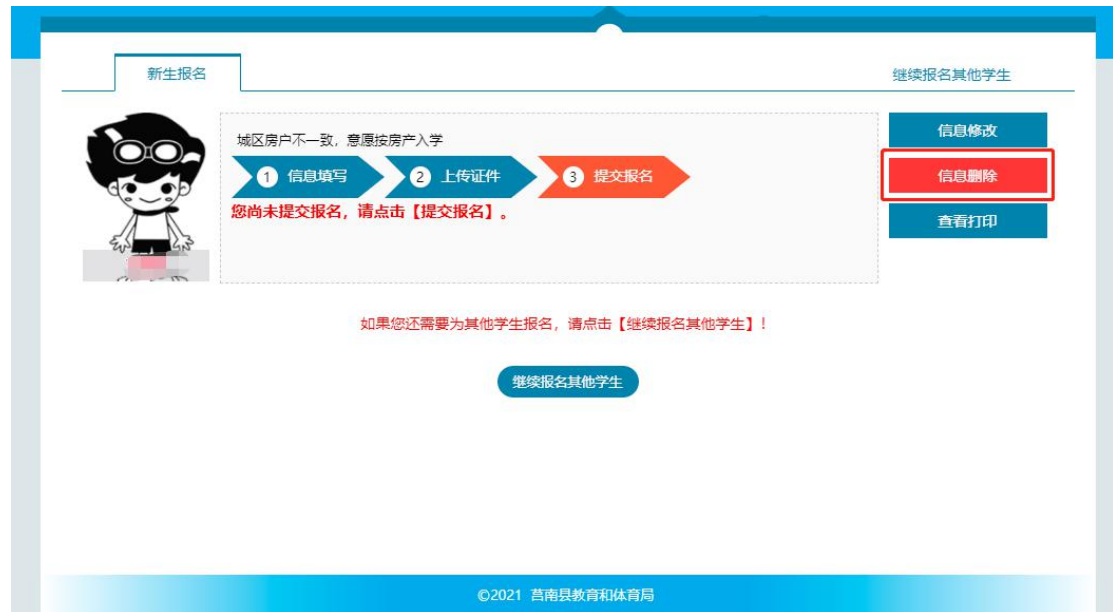 新生报名
继续报名其他学生
城区房户不一致，意愿按房产入学
1 信息填写
2 上传证件
3 提交报名
您尚未提交报名，请点击【提交报名】。
信息修改
信息删除
查看打印
如果您还需要为其他学生报名，请点击【继续报名其他学生】！
继续报名其他学生
©2021 莒南县教育和体育局